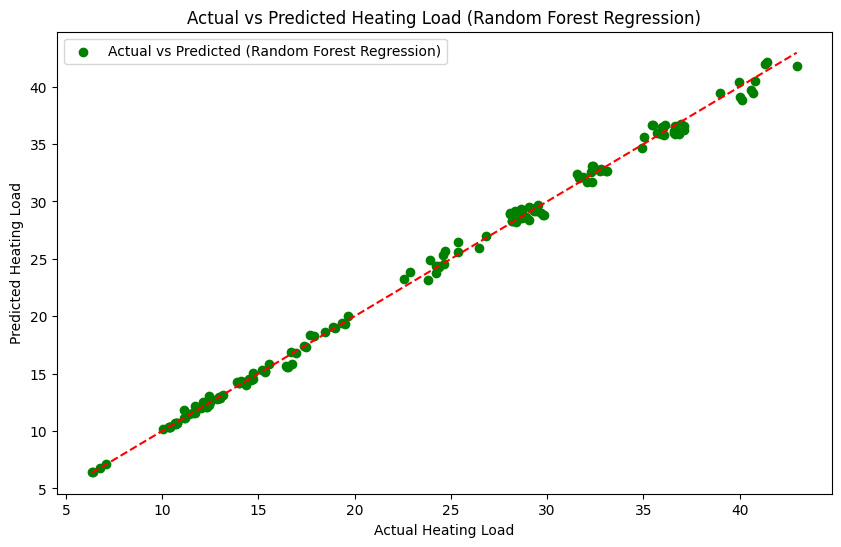 Actual vs Predicted Heating Load (Random Forest Regression)
Actual vs Predicted (Random Forest Regression)
40
35
30
25
20
15
10
5
Predicted Heating Load
5 10 15 20 25 30 35 40
Actual Heating Load